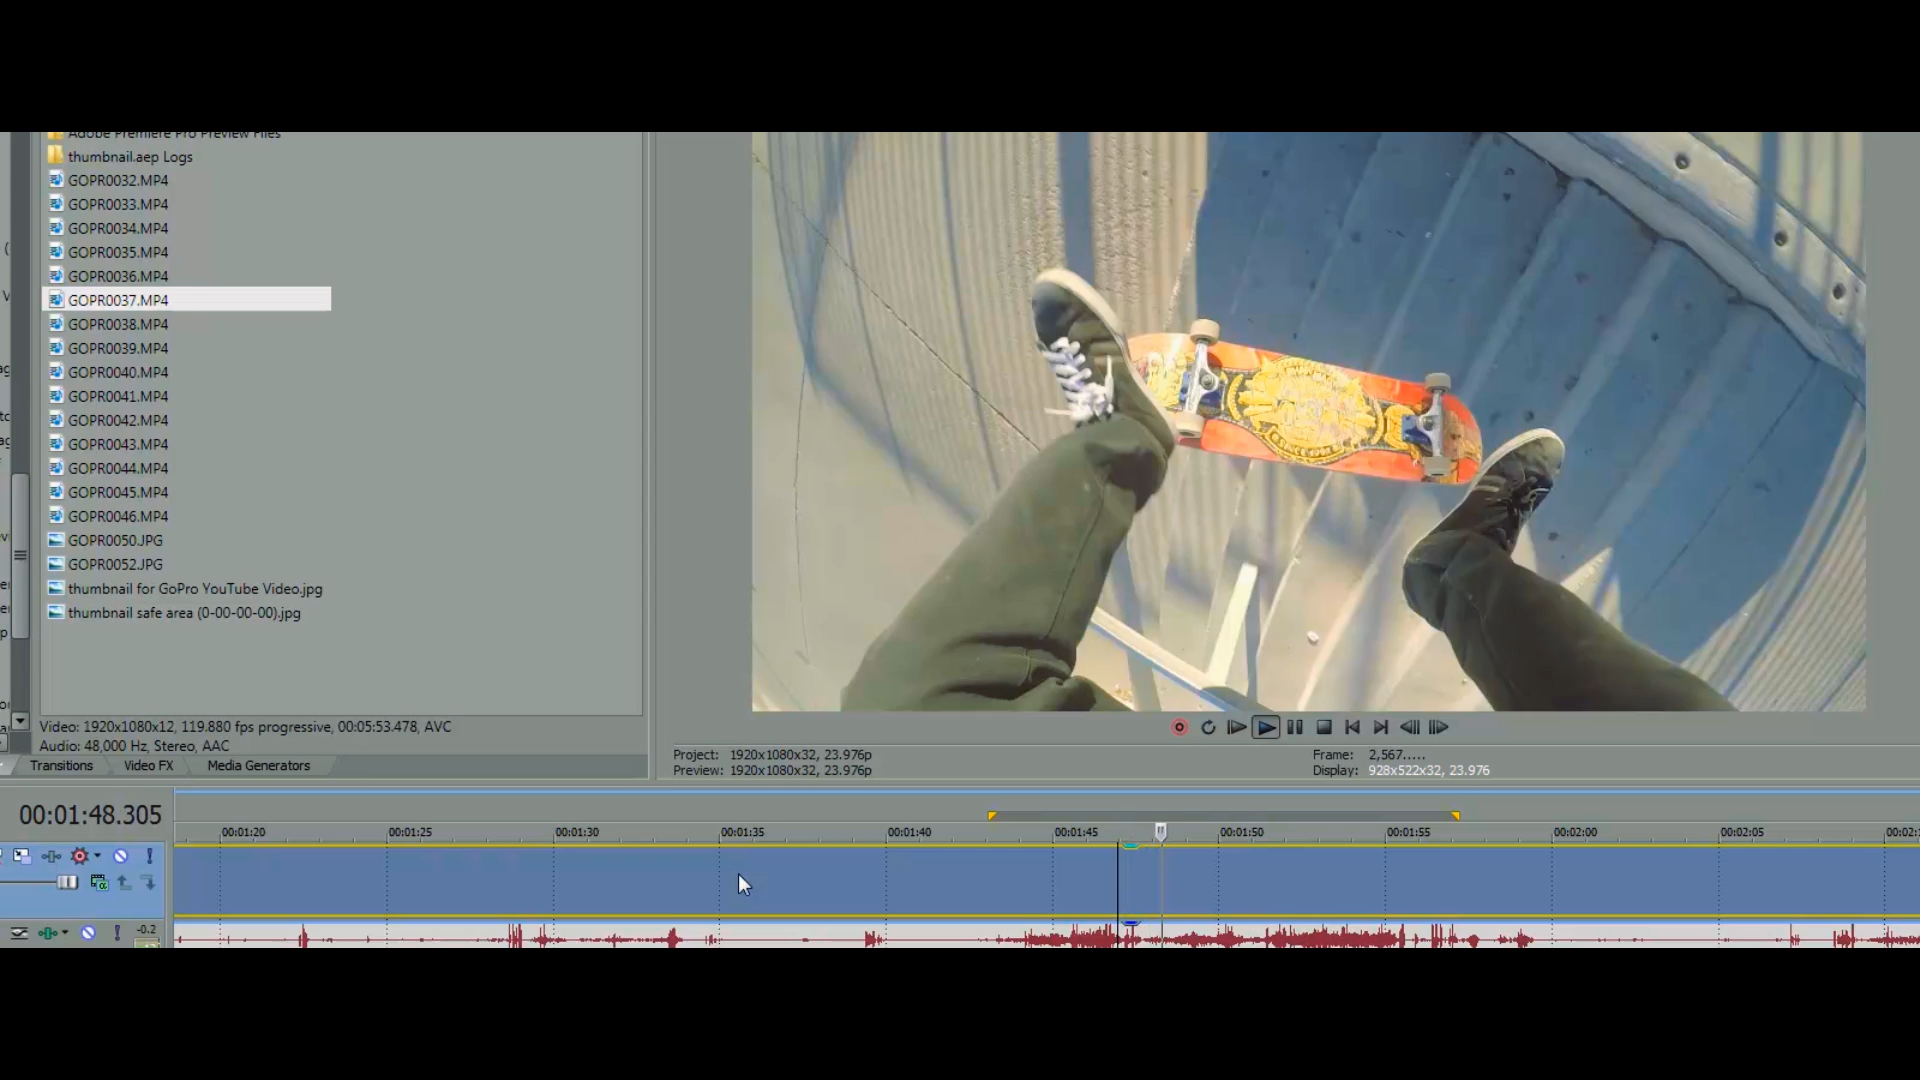 Adobe Premiere Pro Preview Files
thumbnail.aep Logs
GOPR0032.MP4
GOPR0033.MP4
GOPR0034.MP4
GOPR0035.MP4
GOPR0036.MP4
GOPR0037.MP4
GOPR0038.MP4
GOPR0039.MP4
GOPR0040.MP4
GOPR0041.MP4
GOPR0042.MP4
GOPR0043.MP4
GOPR0044.MP4
GOPR0045.MP4
GOPR0046.MP4
GOPR0050.JPG
GOPR0052.JPG
thumbnail for GoPro YouTube Video.jpg
thumbnail safe area (0-00-00-00).jpg
Video: 1920x1080x12, 119.880 fps progressive, 00:05:53.478, AVC
Audio: 48,000 Hz, Stereo, AAC
Transitions Video FX Media Generators
Project: 1920x1080x32, 23.976p
Preview: 1920x1080x32, 23.976p
Frame: 2,567.....
Display: 928x522x32, 23.976
00:01:48.305
00:01:20 00:01:25 00:01:30 00:01:35 00:01:40 00:01:45 00:01:50 00:01:55 00:02:00 00:02:05
-0.2